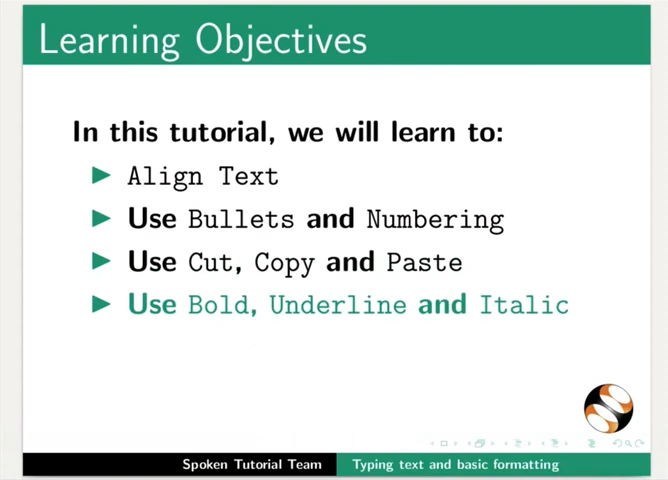 Learning Objectives
In this tutorial, we will learn to:
Align Text
Use Bullets and Numbering
Use Cut, Copy and Paste
Use Bold, Underline and Italic
Spoken Tutorial Team
Typing text and basic formatting